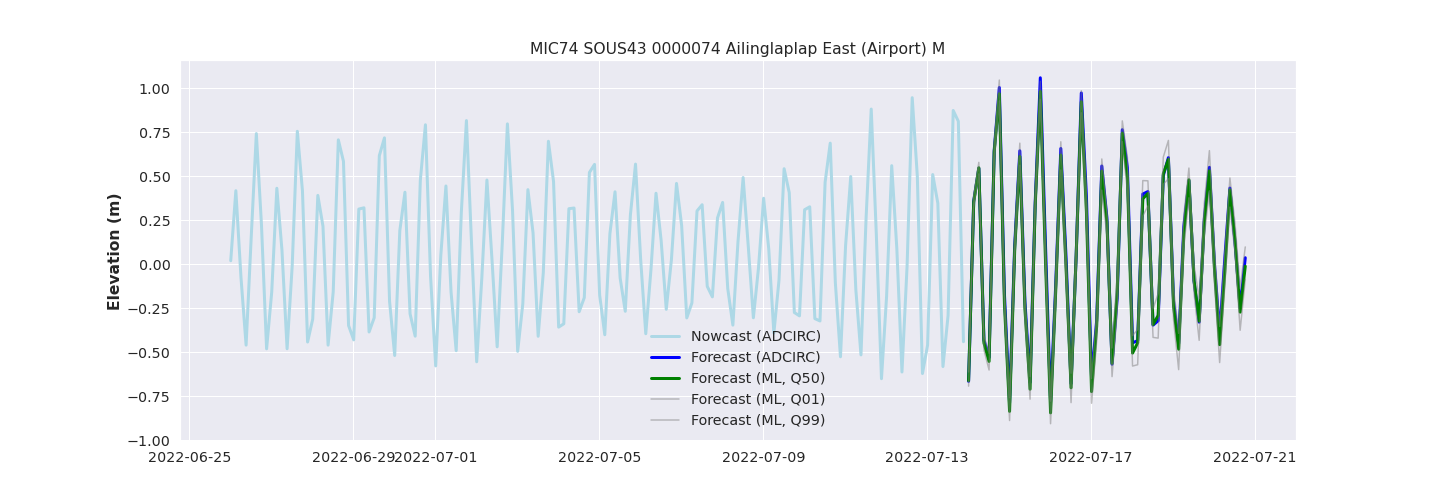 MIC74 SOUS43 0000074 Ailinglaplap East (Airport) M
Elevation (m)
1.00
0.75
0.50
0.25
0.00
−0.25
−0.50
−0.75
−1.00
Nowcast (ADCIRC)
Forecast (ADCIRC)
Forecast (ML, Q50)
Forecast (ML, Q01)
Forecast (ML, Q99)
2022-06-25 2022-06-29 2022-07-01 2022-07-05 2022-07-09 2022-07-13 2022-07-17 2022-07-21